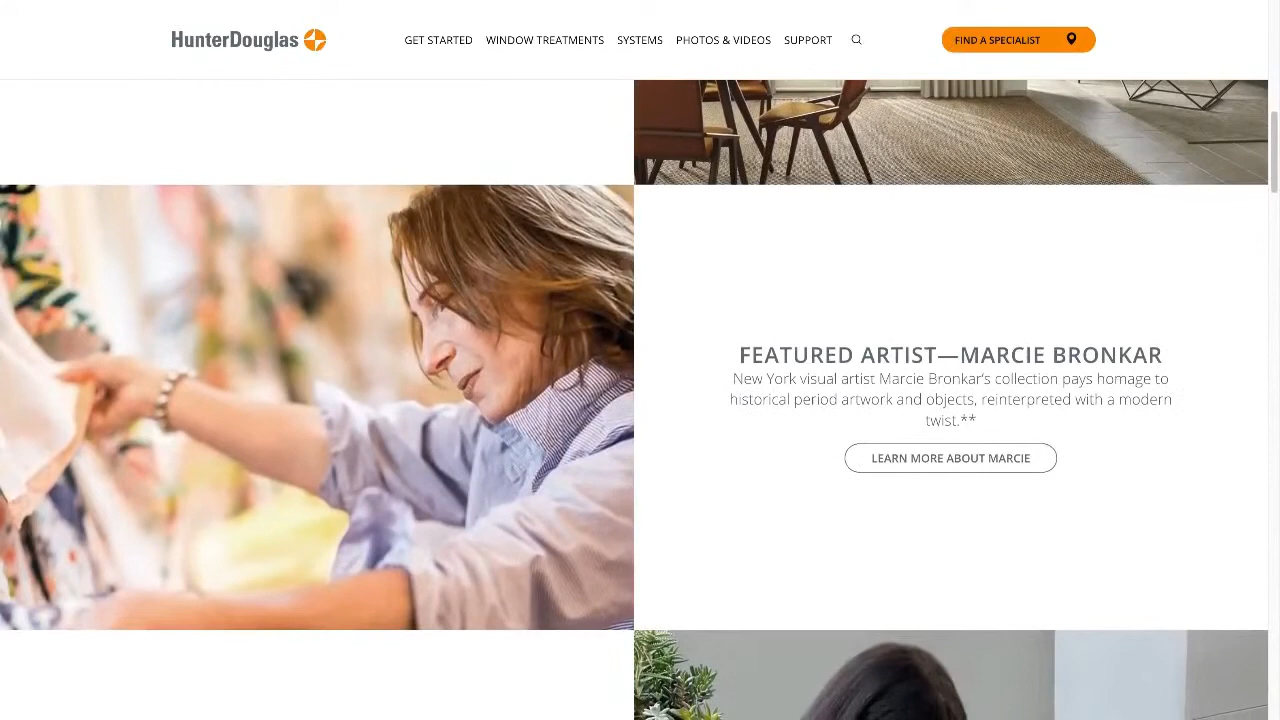 HunterDouglas
GET STARTED WINDOW TREATMENTS SYSTEMS PHOTOS & VIDEOS SUPPORT
FIND A SPECIALIST
FEATURED ARTIST—MARCIE BRONKAR
New York visual artist Marcie Bronkar's collection pays homage to
historical period artwork and objects, reinterpreted with a modern
twist.**
LEARN MORE ABOUT MARCIE